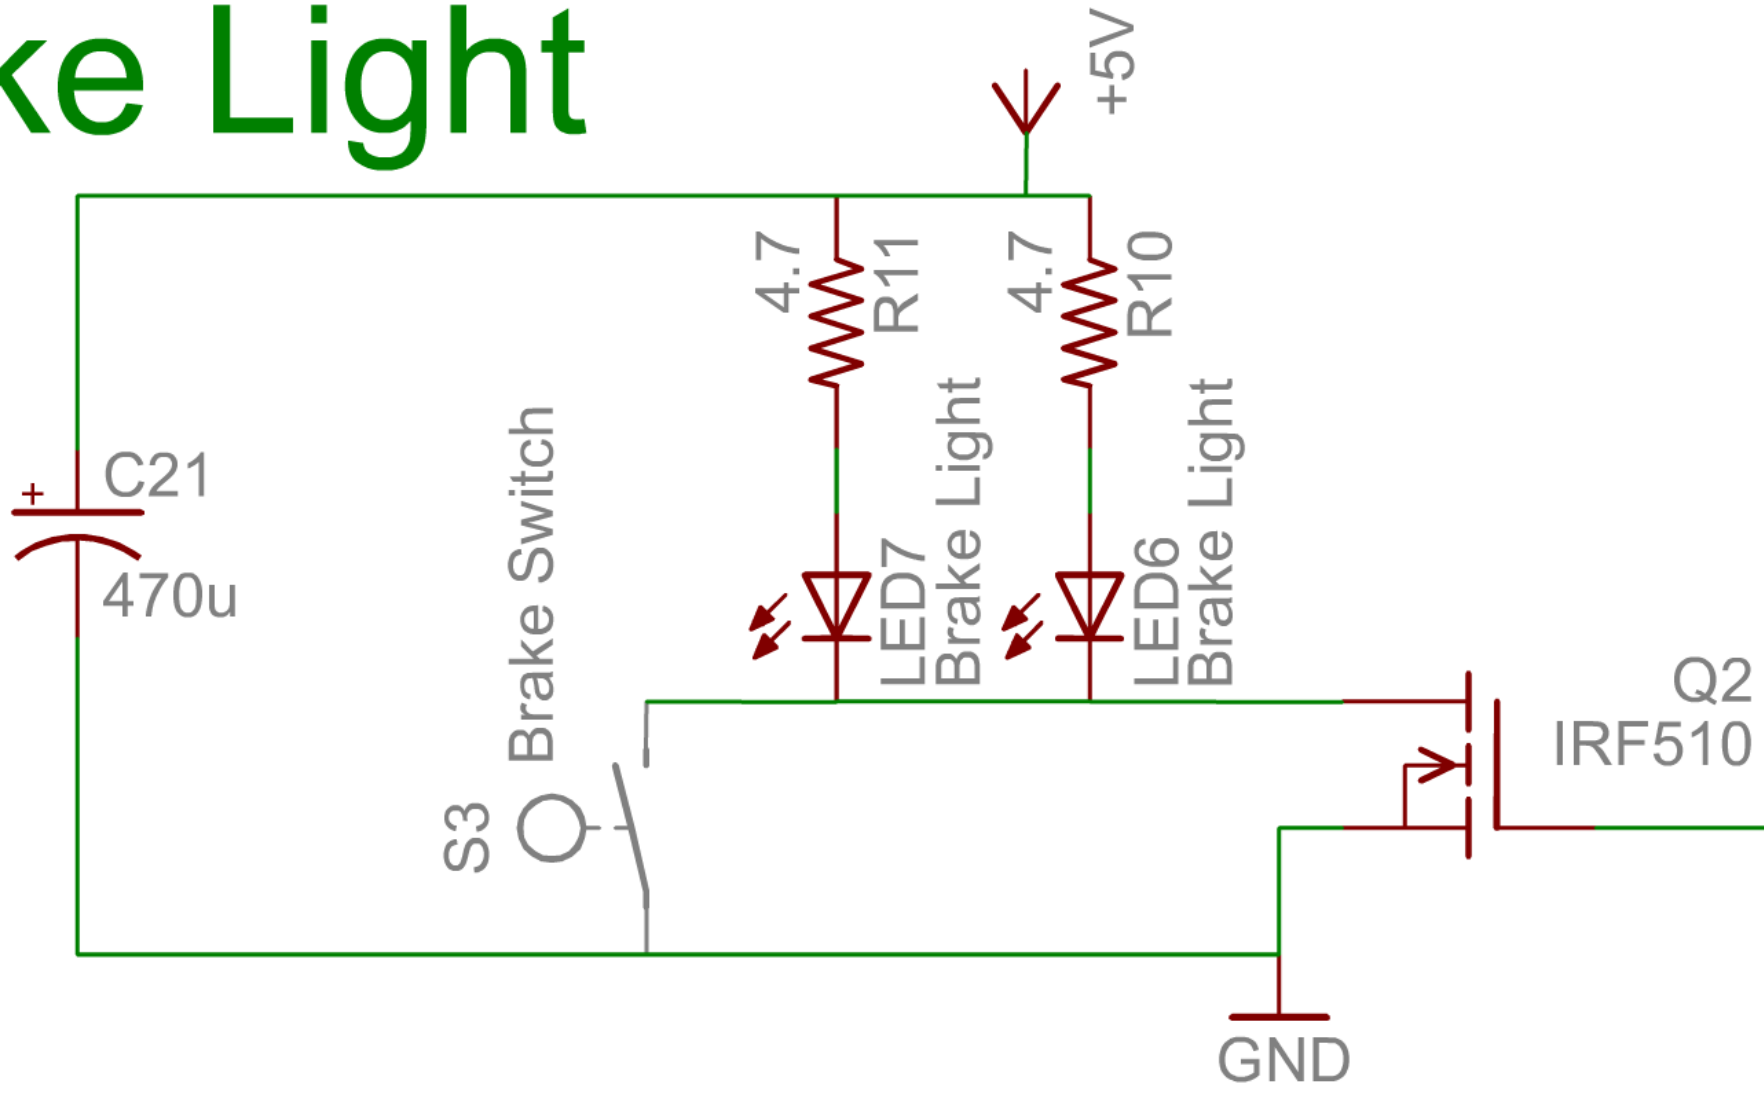 ke Light
+5V
4.7
R11
4.7
R10
C21
+
470u
Brake Switch
S3
LED7
Brake Light
LED6
Brake Light
Q2
IRF510
GND